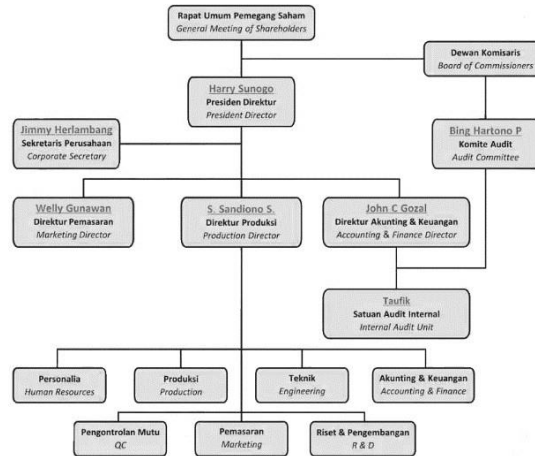 Rapat Umum Pemegang Saham
General Meeting of Shareholders
Dewan Komisaris
Board of Commissioners
Harry Sunogo
Presiden Direktur
President Director
Jimmy Herlambang
Sekretaris Perusahaan
Corporate Secretary
Bing Hartono P
Komite Audit
Audit Committee
Welly Gunawan
Direktur Pemasaran
Marketing Director
S. Sandiono S.
Direktur Produksi
Production Director
John C Gozal
Direktur Akunting & Keuangan
Accounting & Finance Director
Taufik
Satuan Audit Internal
Internal Audit Unit
Personalia
Human Resources
Produksi
Production
Teknik
Engineering
Akunting & Keuangan
Accounting & Finance
Pengontrolan Mutu
QC
Pemasaran
Marketing
Riset & Pengembangan
R & D